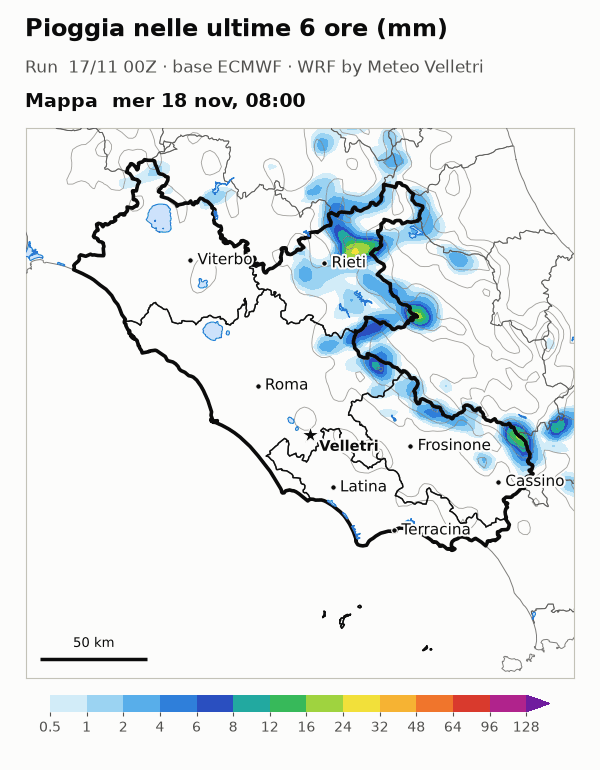 Pioggia nelle ultime 6 ore (mm)
Run  17/11 00Z · base ECMWF · WRF by Meteo Velletri
Mappa  mer 18 nov, 08:00
Viterbo
Rieti
Roma
Velletri
Frosinone
Latina
Cassino
Terracina
50 km
0.5 1 2 4 6 8 12 16 24 32 48 64 96 128